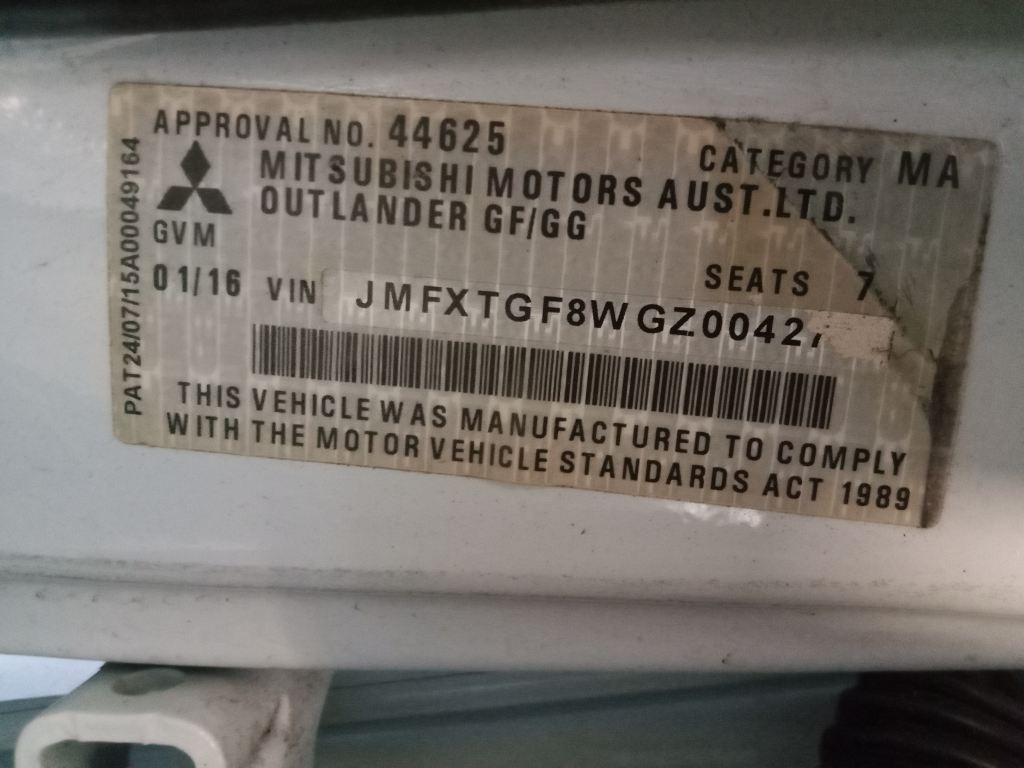 APPROVAL NO. 44625 CATEGORY MA
MITSUBISHI MOTORS AUST.LTD.
OUTLANDER GF/GG
GVM
SEATS 7
01/16 VIN JMFXTGF8WGZ0042
THIS VEHICLE WAS MANUFACTURED TO COMPLY
WITH THE MOTOR VEHICLE STANDARDS ACT 1989
PAT24/07/15A00049164